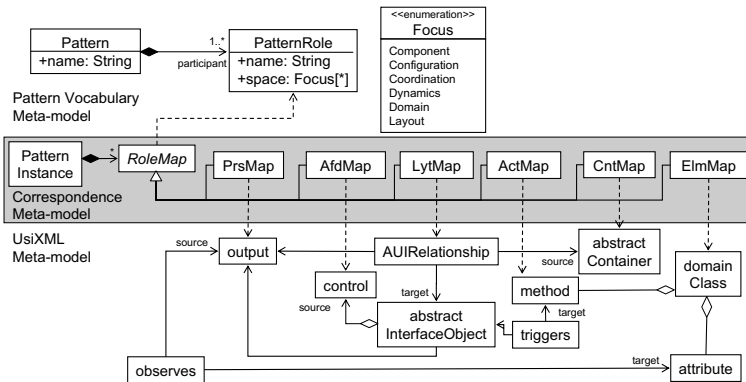 Pattern
+name: String
1..*
participant
PatternRole
+name: String
+space: Focus[*]
<<enumeration>>
Focus
Component
Configuration
Coordination
Dynamics
Domain
Layout
Pattern Vocabulary
Meta-model
Pattern
Instance
*
RoleMap
PrsMap
AfdMap
LytMap
ActMap
CntMap
ElmMap
Correspondence
Meta-model
UsiXML
Meta-model
source
output
AUIRelationship
source
abstract
Container
domain
Class
control
source
target
abstract
InterfaceObject
method
target
triggers
observes
target
attribute